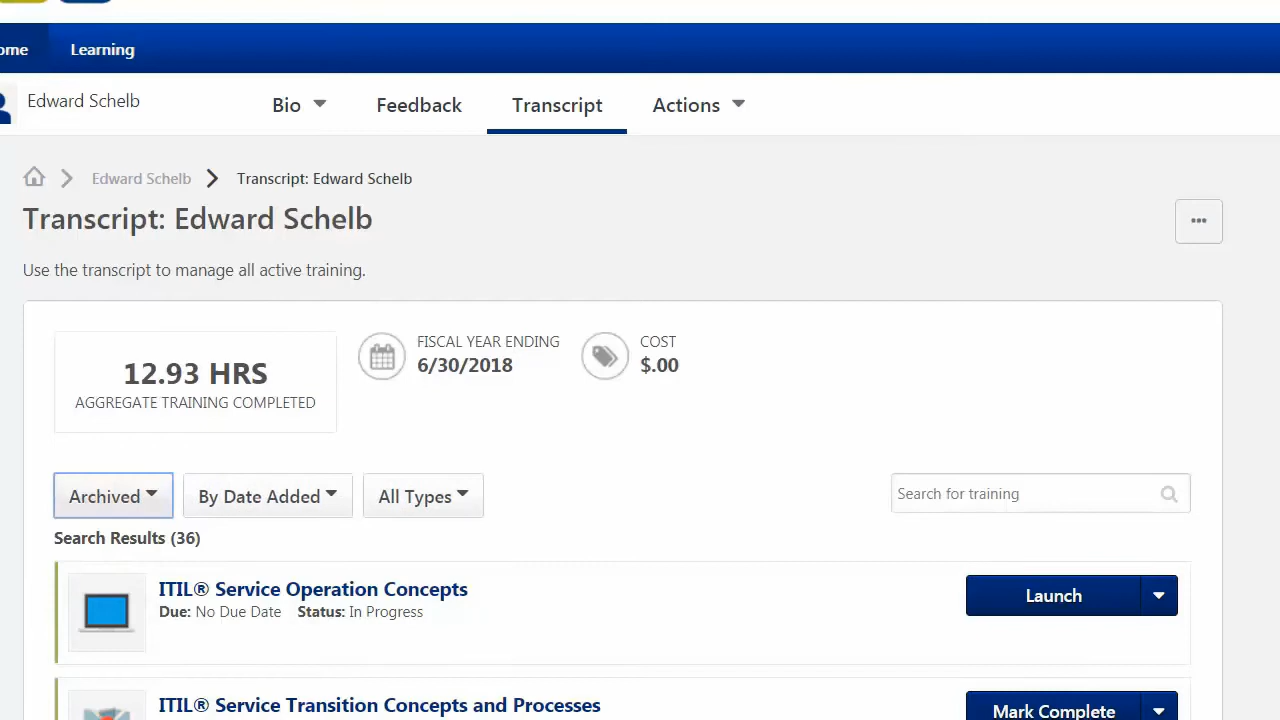 ome
Learning
Edward Schelb
Bio
Feedback
Transcript
Actions
Edward Schelb
Transcript: Edward Schelb
Transcript: Edward Schelb
Use the transcript to manage all active training.
12.93 HRS
AGGREGATE TRAINING COMPLETED
FISCAL YEAR ENDING
6/30/2018
COST
$.00
Archived
By Date Added
All Types
Search for training
Search Results (36)
ITIL® Service Operation Concepts
Due: No Due Date Status: In Progress
Launch
ITIL® Service Transition Concepts and Processes
Mark Complete